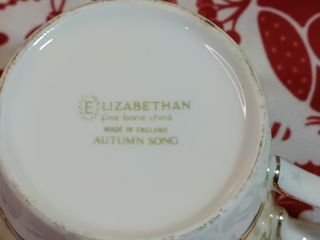 ELIZABETHAN
fine bone china
MADE IN ENGLAND
AUTUMN SONG